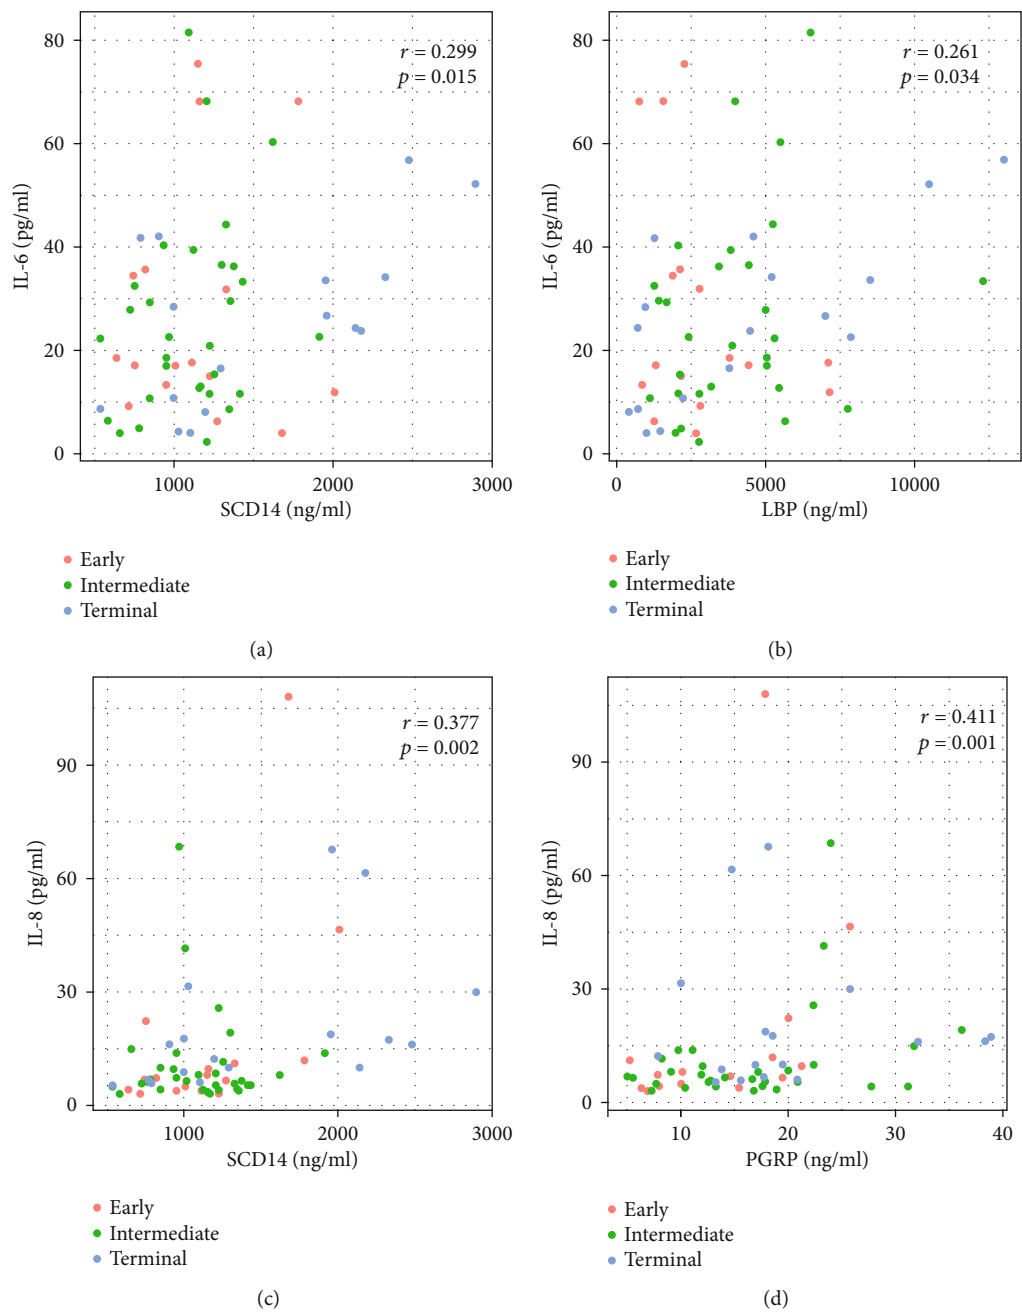 80
60
40
20
0
IL-6 (pg/ml)
r = 0.299
p = 0.015
1000
2000
3000
SCD14 (ng/ml)
Early
Intermediate
Terminal
(a)
80
60
40
20
0
IL-6 (pg/ml)
r = 0.261
p = 0.034
0
5000
10000
LBP (ng/ml)
Early
Intermediate
Terminal
(b)
90
60
30
0
IL-8 (pg/ml)
r = 0.377
p = 0.002
1000
2000
3000
SCD14 (ng/ml)
Early
Intermediate
Terminal
(c)
90
60
30
0
IL-8 (pg/ml)
r = 0.411
p = 0.001
10
20
30
40
PGRP (ng/ml)
Early
Intermediate
Terminal
(d)